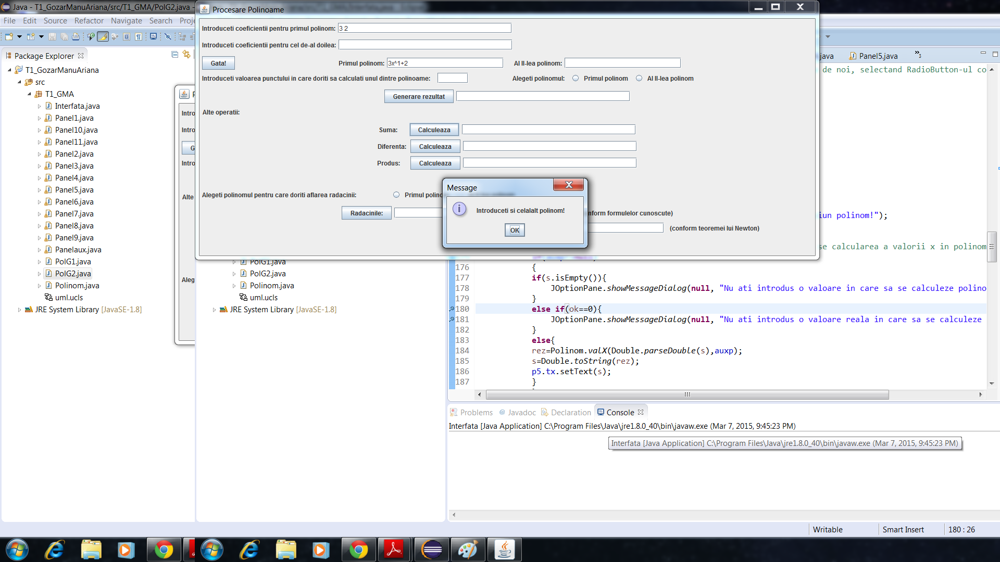 Java - T1_GozarManuAriana/src/T1_GMA/PolG2.java -
File Edit Source Refactor Navigate Search Proje
Package Explorer
T1_GozarManuAriana
src
T1_GMA
Interfata.java
Panel1.java
Panel10.java
Panel11.java
Panel2.java
Panel3.java
Panel4.java
Panel5.java
Panel6.java
Panel7.java
Panel8.java
Panel9.java
Panelaux.java
PolG1.java
PolG2.java
Polinom.java
uml.ucls
JRE System Library [JavaSE-1.8]
Intro
Intro
G
Intro
Alte
Aleg
Procesare Polinoame
Introduceti coeficientii pentru primul polinom: 3 2
Introduceti coeficientii pentru cel de-al doilea:
Gata! Primul polinom: 3x^1+2 Al II-lea polinom:
Introduceti valoarea punctului in care doriti sa calculati unul dintre polinoame: Alegeti polinomul: Primul polinom Al II-lea polinom
Generare rezultat
Alte operatii:
Suma: Calculeaza
Diferenta: Calculeaza
Produs: Calculeaza
Alegeti polinomul pentru care doriti aflarea radacinii: Primul polino
Radacinile: nform formulelor cunoscute)
(conform teoremei lui Newton)
Message
Introduceti si celalalt polinom!
OK
PolG1.java
PolG2.java
Polinom.java
uml.ucls
JRE System Library [JavaSE-1.8]
java Panel5.java 3
de noi, selectand RadioButton-ul co
iun polinom!");
se calcularea a valorii x in polinom
176 {
177 if(s.isEmpty()){
178 JOptionPane.showMessageDialog(null, "Nu ati introdus o valoare in care sa se calculeze polino
179 }
180 else if(ok==0){
181 JOptionPane.showMessageDialog(null, "Nu ati introdus o valoare reala in care sa se calculeze
182 }
183 else{
184 rez=Polinom.valX(Double.parseDouble(s),auxp);
185 s=Double.toString(rez);
186 p5.tx.setText(s);
187 }
Problems @ Javadoc Declaration Console
Interfata [Java Application] C:\Program Files\Java\jre1.8.0_40\bin\javaw.exe (Mar 7, 2015, 9:45:23 PM)
Interfata [Java Application] C:\Program Files\Java\jre1.8.0_40\bin\javaw.exe (Mar 7, 2015, 9:45:23 PM)
Writable Smart Insert 180 : 26